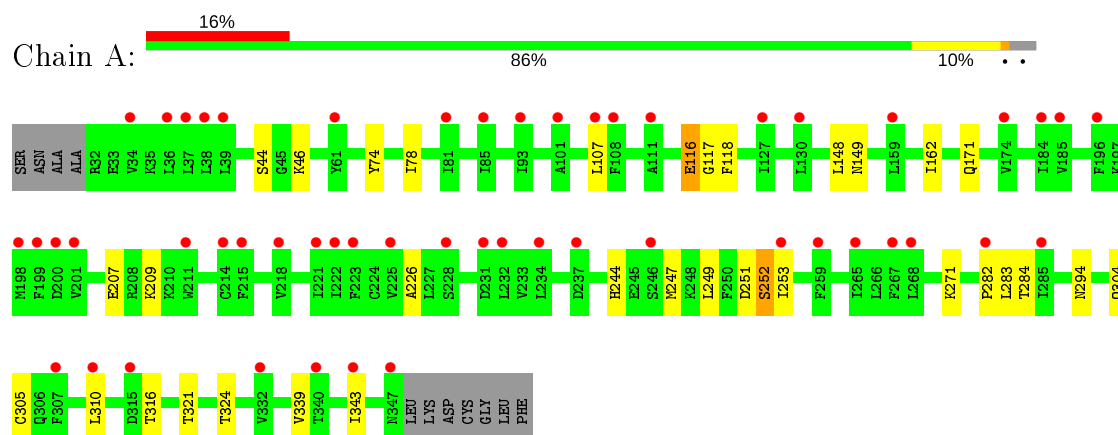 16%
Chain A:
86% 10% • •
SER ASN ALA ALA R32 E33 V34 K35 L36 L37 L38 L39 S44 G45 K46 Y61 Y74 I78 I81 I85 I93 A101 L107 F108 A111 E116 G117 F118 I127 L130 L148 N149 L159 I162 Q171 V174 I184 V185 F196 K197
M198 F199 D200 V201 E207 R208 K209 K210 W211 C214 F215 V218 I221 I222 F223 C224 V225 A226 L227 S228 D231 L232 V233 L234 D237 H244 E245 S246 M247 K248 L249 F250 D251 S252 I253 F259 I265 L266 F267 L268 K271 P282 L283 T284 I285 N294 Q304
C305 Q306 F307 L310 D315 T316 T321 T324 V332 V339 T340 I343 N347 LEU LYS ASP CYS GLY LEU PHE